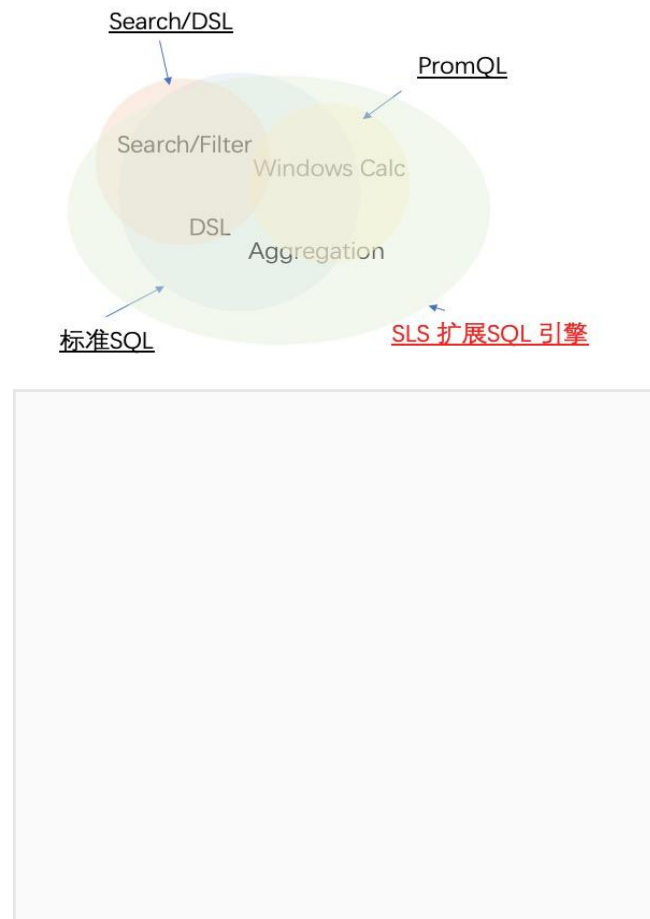 Search/DSL
PromQL
Search/Filter
Windows Calc
DSL
Aggregation
标准SQL
SLS 扩展SQL 引擎